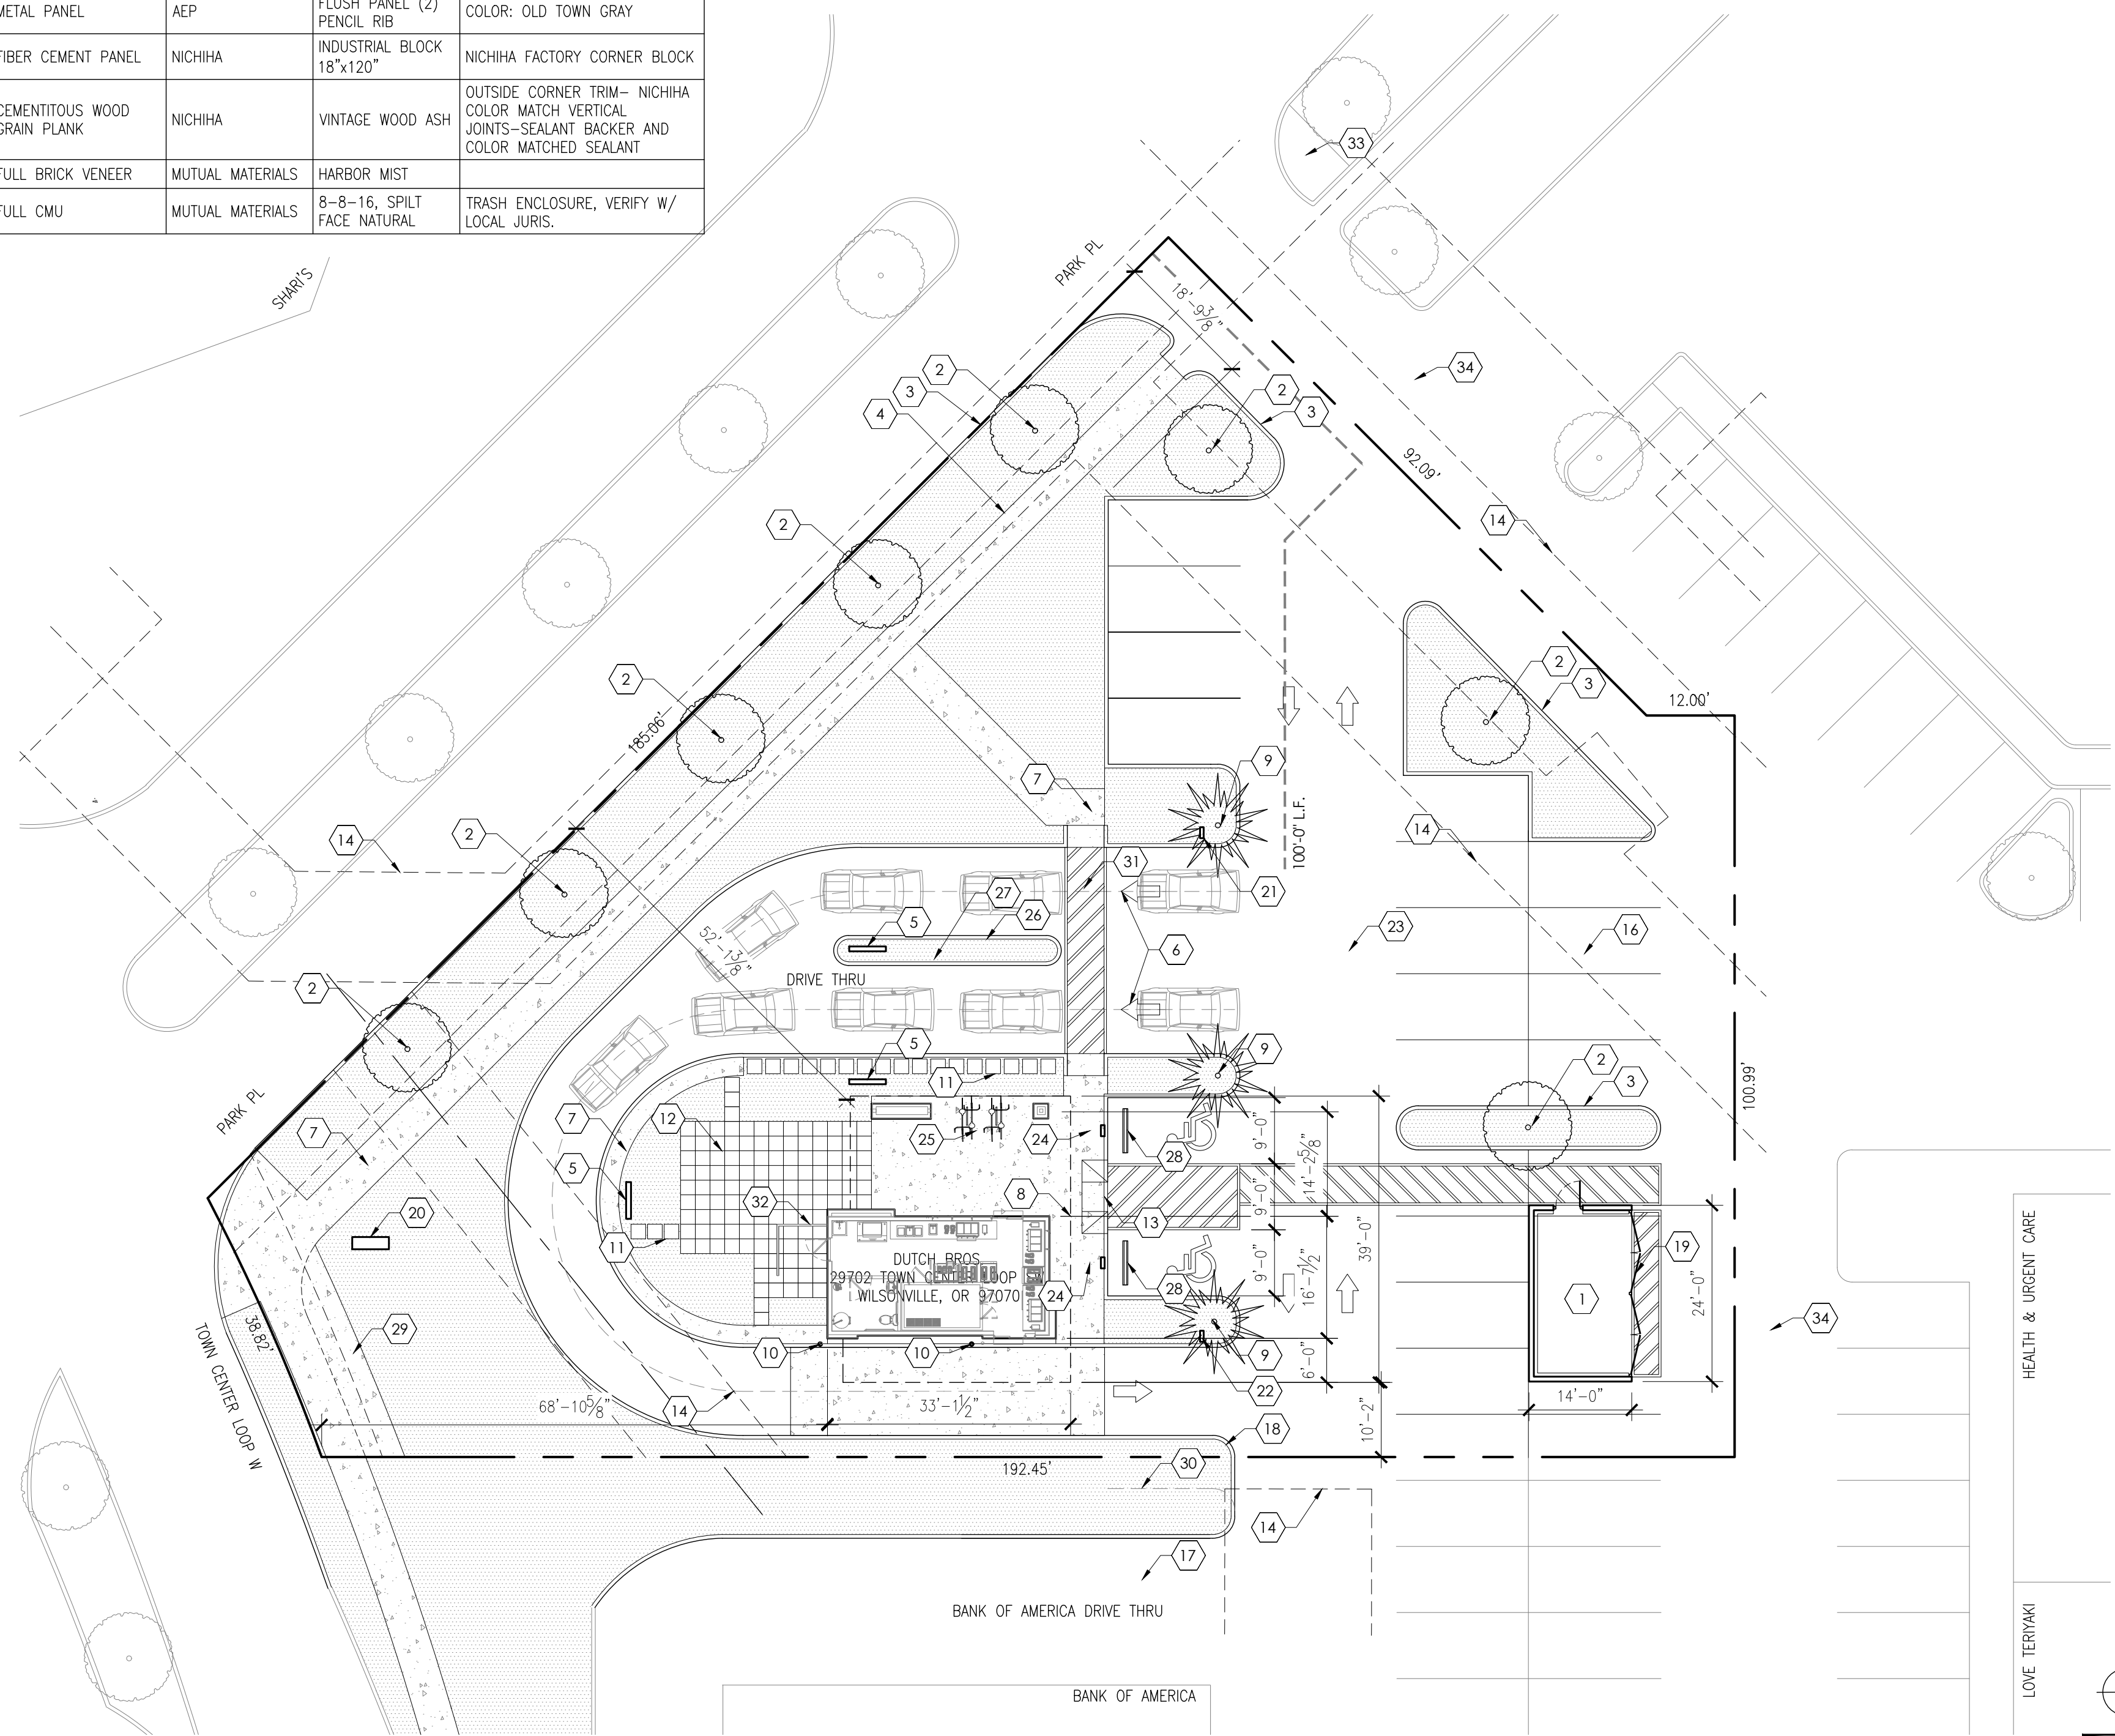 METAL PANEL
AEP
FLUSH PANEL (2)
PENCIL RIB
COLOR: OLD TOWN GRAY
FIBER CEMENT PANEL
NICHIHA
INDUSTRIAL BLOCK
18"x120"
NICHIHA FACTORY CORNER BLOCK
CEMENTITOUS WOOD
GRAIN PLANK
NICHIHA
VINTAGE WOOD ASH
OUTSIDE CORNER TRIM- NICHIHA
COLOR MATCH VERTICAL
JOINTS-SEALANT BACKER AND
COLOR MATCHED SEALANT
FULL BRICK VENEER
MUTUAL MATERIALS
HARBOR MIST
FULL CMU
MUTUAL MATERIALS
8-8-16, SPILT
FACE NATURAL
TRASH ENCLOSURE, VERIFY W/
LOCAL JURIS.
33
PARK PL
SHARI'S
18'-9 3/8"
34
2
3
4
2
3
92.09'
14
2
2
2
3
12.00'
185.06'
9
7
100'-0" L.F.
14
2
14
31
21
27
26
5
52'-1 3/8"
23
16
6
DRIVE THRU
2
5
9
2
11
3
100.99'
PARK PL
7
7
12
25
24
28
9'-0"
14'-2 5/8"
5
32
8
13
9'-0"
39'-0"
20
11
19
DUTCH BROS
29702 TOWN CENTER LOOP SW
WILSONVILLE, OR 97070
24
28
9'-0"
16'-7 1/2"
1
24'-0"
34
HEALTH & URGENT CARE
29
38.82'
TOWN CENTER LOOP W
10
10
9
6'-0"
22
14
68'-10 5/8"
33'-1 1/2"
14'-0"
10'-2"
18
192.45'
30
14
17
BANK OF AMERICA DRIVE THRU
LOVE TERIYAKI
BANK OF AMERICA